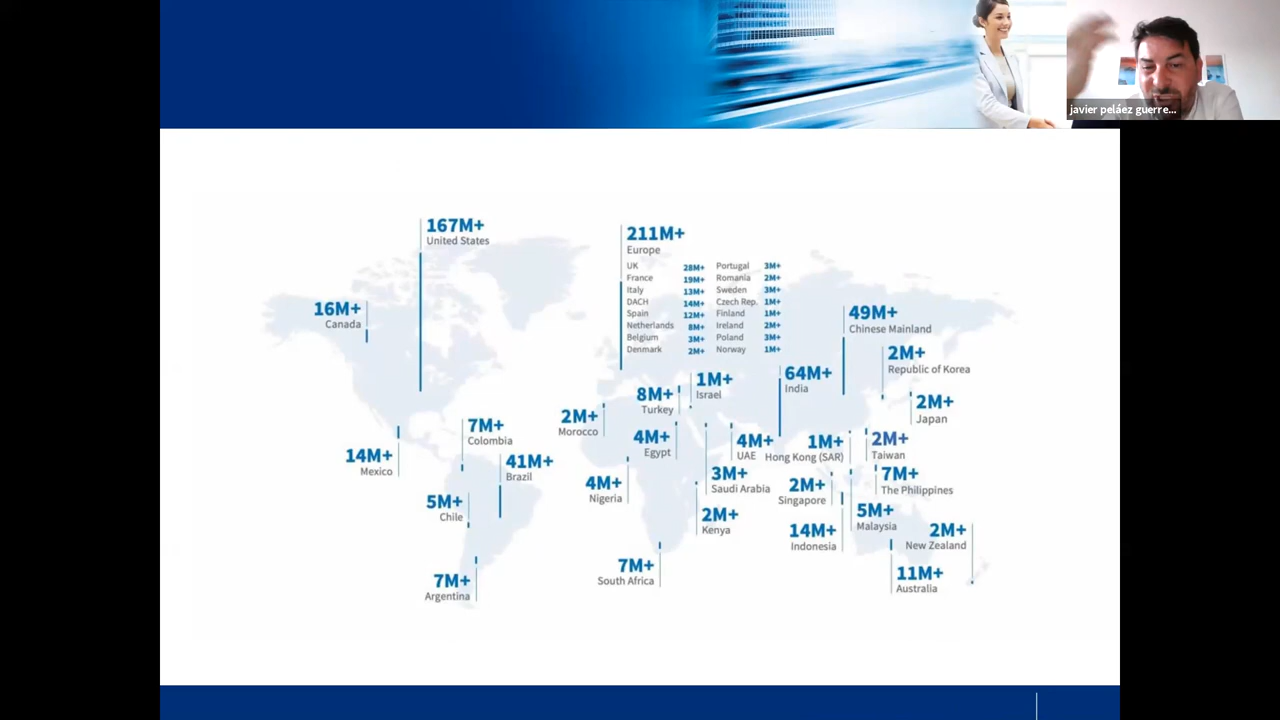 javier peláez guerre...
167M+
United States
211M+
Europe
UK 28M+ Portugal 3M+
France 19M+ Romania 2M+
Italy 13M+ Sweden 3M+
DACH 14M+ Czech Rep. 1M+
Spain 12M+ Finland 1M+
Netherlands 8M+ Ireland 2M+
Belgium 3M+ Poland 3M+
Denmark 2M+ Norway 1M+
16M+
Canada
49M+
Chinese Mainland
2M+
Republic of Korea
64M+
India
1M+
Israel
8M+
Turkey
2M+
Japan
2M+
Morocco
7M+
Colombia
4M+
Egypt
4M+
UAE
1M+
Hong Kong (SAR)
2M+
Taiwan
14M+
Mexico
41M+
Brazil
4M+
Nigeria
3M+
Saudi Arabia
2M+
Singapore
7M+
The Philippines
5M+
Chile
2M+
Kenya
5M+
Malaysia
14M+
Indonesia
2M+
New Zealand
7M+
South Africa
11M+
Australia
7M+
Argentina